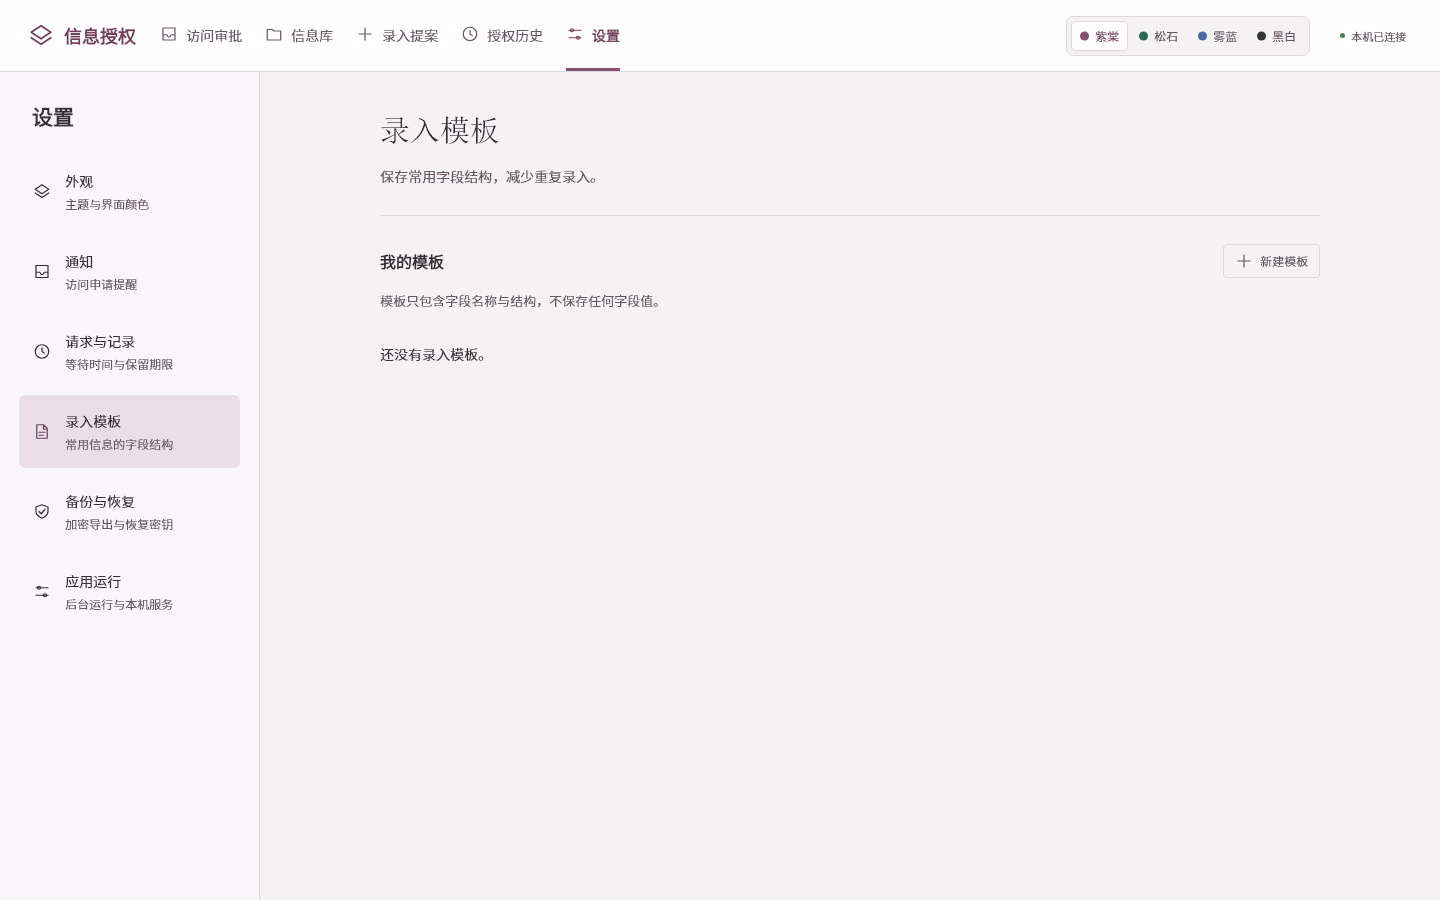 信息授权
访问审批
信息库
录入提案
授权历史
设置
紫棠
松石
雾蓝
黑白
本机已连接
设置
外观
主题与界面颜色
通知
访问申请提醒
请求与记录
等待时间与保留期限
录入模板
常用信息的字段结构
备份与恢复
加密导出与恢复密钥
应用运行
后台运行与本机服务
录入模板
保存常用字段结构，减少重复录入。
我的模板
新建模板
模板只包含字段名称与结构，不保存任何字段值。
还没有录入模板。